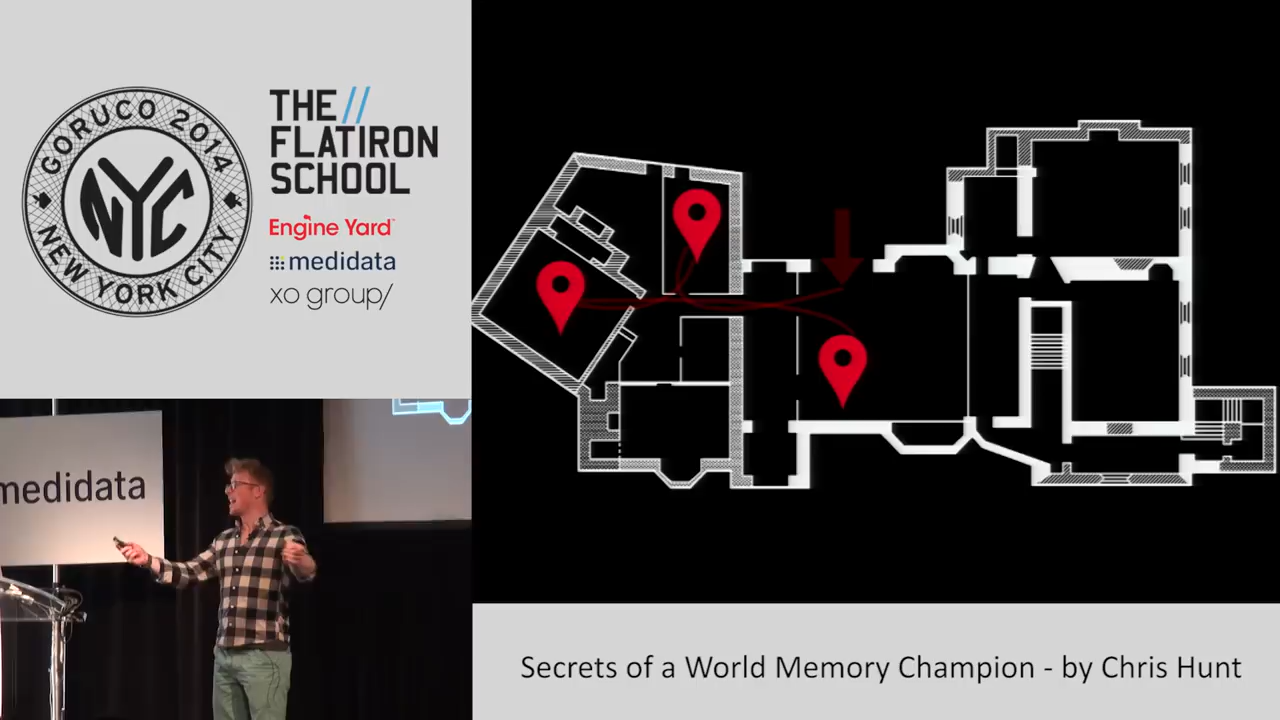 GORUCO 2014
NYC
NEW YORK CITY
THE//
FLATIRON
SCHOOL
Engine Yard™
medidata
xo group/
medidata
Secrets of a World Memory Champion - by Chris Hunt